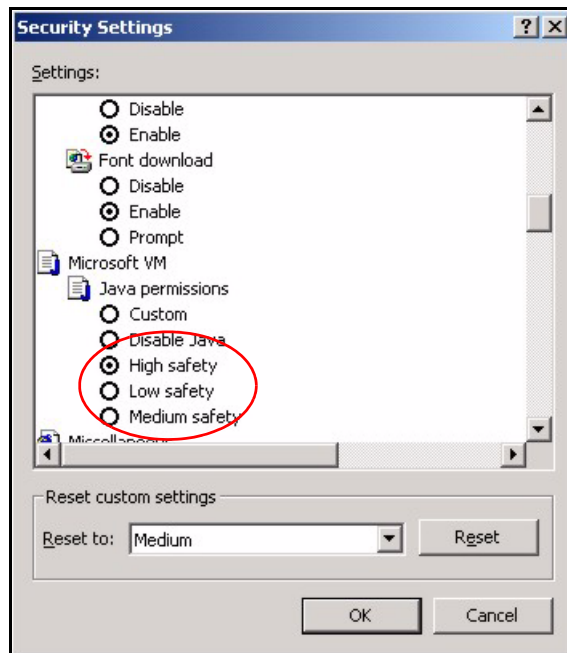 Security Settings
Settings:
Disable
Enable
Font download
Disable
Enable
Prompt
Microsoft VM
Java permissions
Custom
Disable Java
High safety
Low safety
Medium safety
Miscellaneous
Reset custom settings
Reset to: Medium Reset
OK Cancel